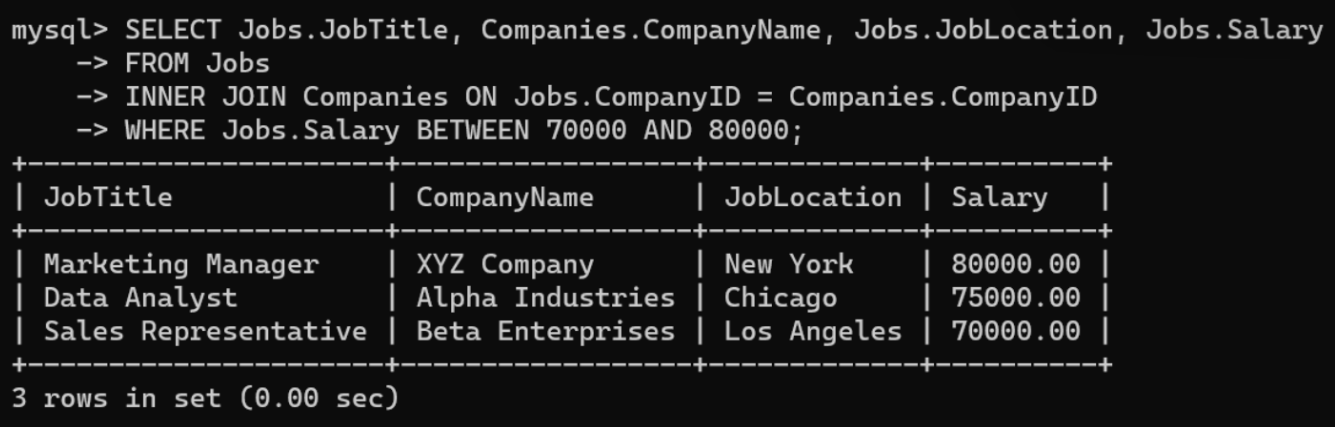 mysql> SELECT Jobs.JobTitle, Companies.CompanyName, Jobs.JobLocation, Jobs.Salary
    -> FROM Jobs
    -> INNER JOIN Companies ON Jobs.CompanyID = Companies.CompanyID
    -> WHERE Jobs.Salary BETWEEN 70000 AND 80000;
+----------------------+------------------+-------------+----------+
| JobTitle             | CompanyName      | JobLocation | Salary   |
+----------------------+------------------+-------------+----------+
| Marketing Manager    | XYZ Company      | New York    | 80000.00 |
| Data Analyst         | Alpha Industries | Chicago     | 75000.00 |
| Sales Representative | Beta Enterprises | Los Angeles | 70000.00 |
+----------------------+------------------+-------------+----------+
3 rows in set (0.00 sec)